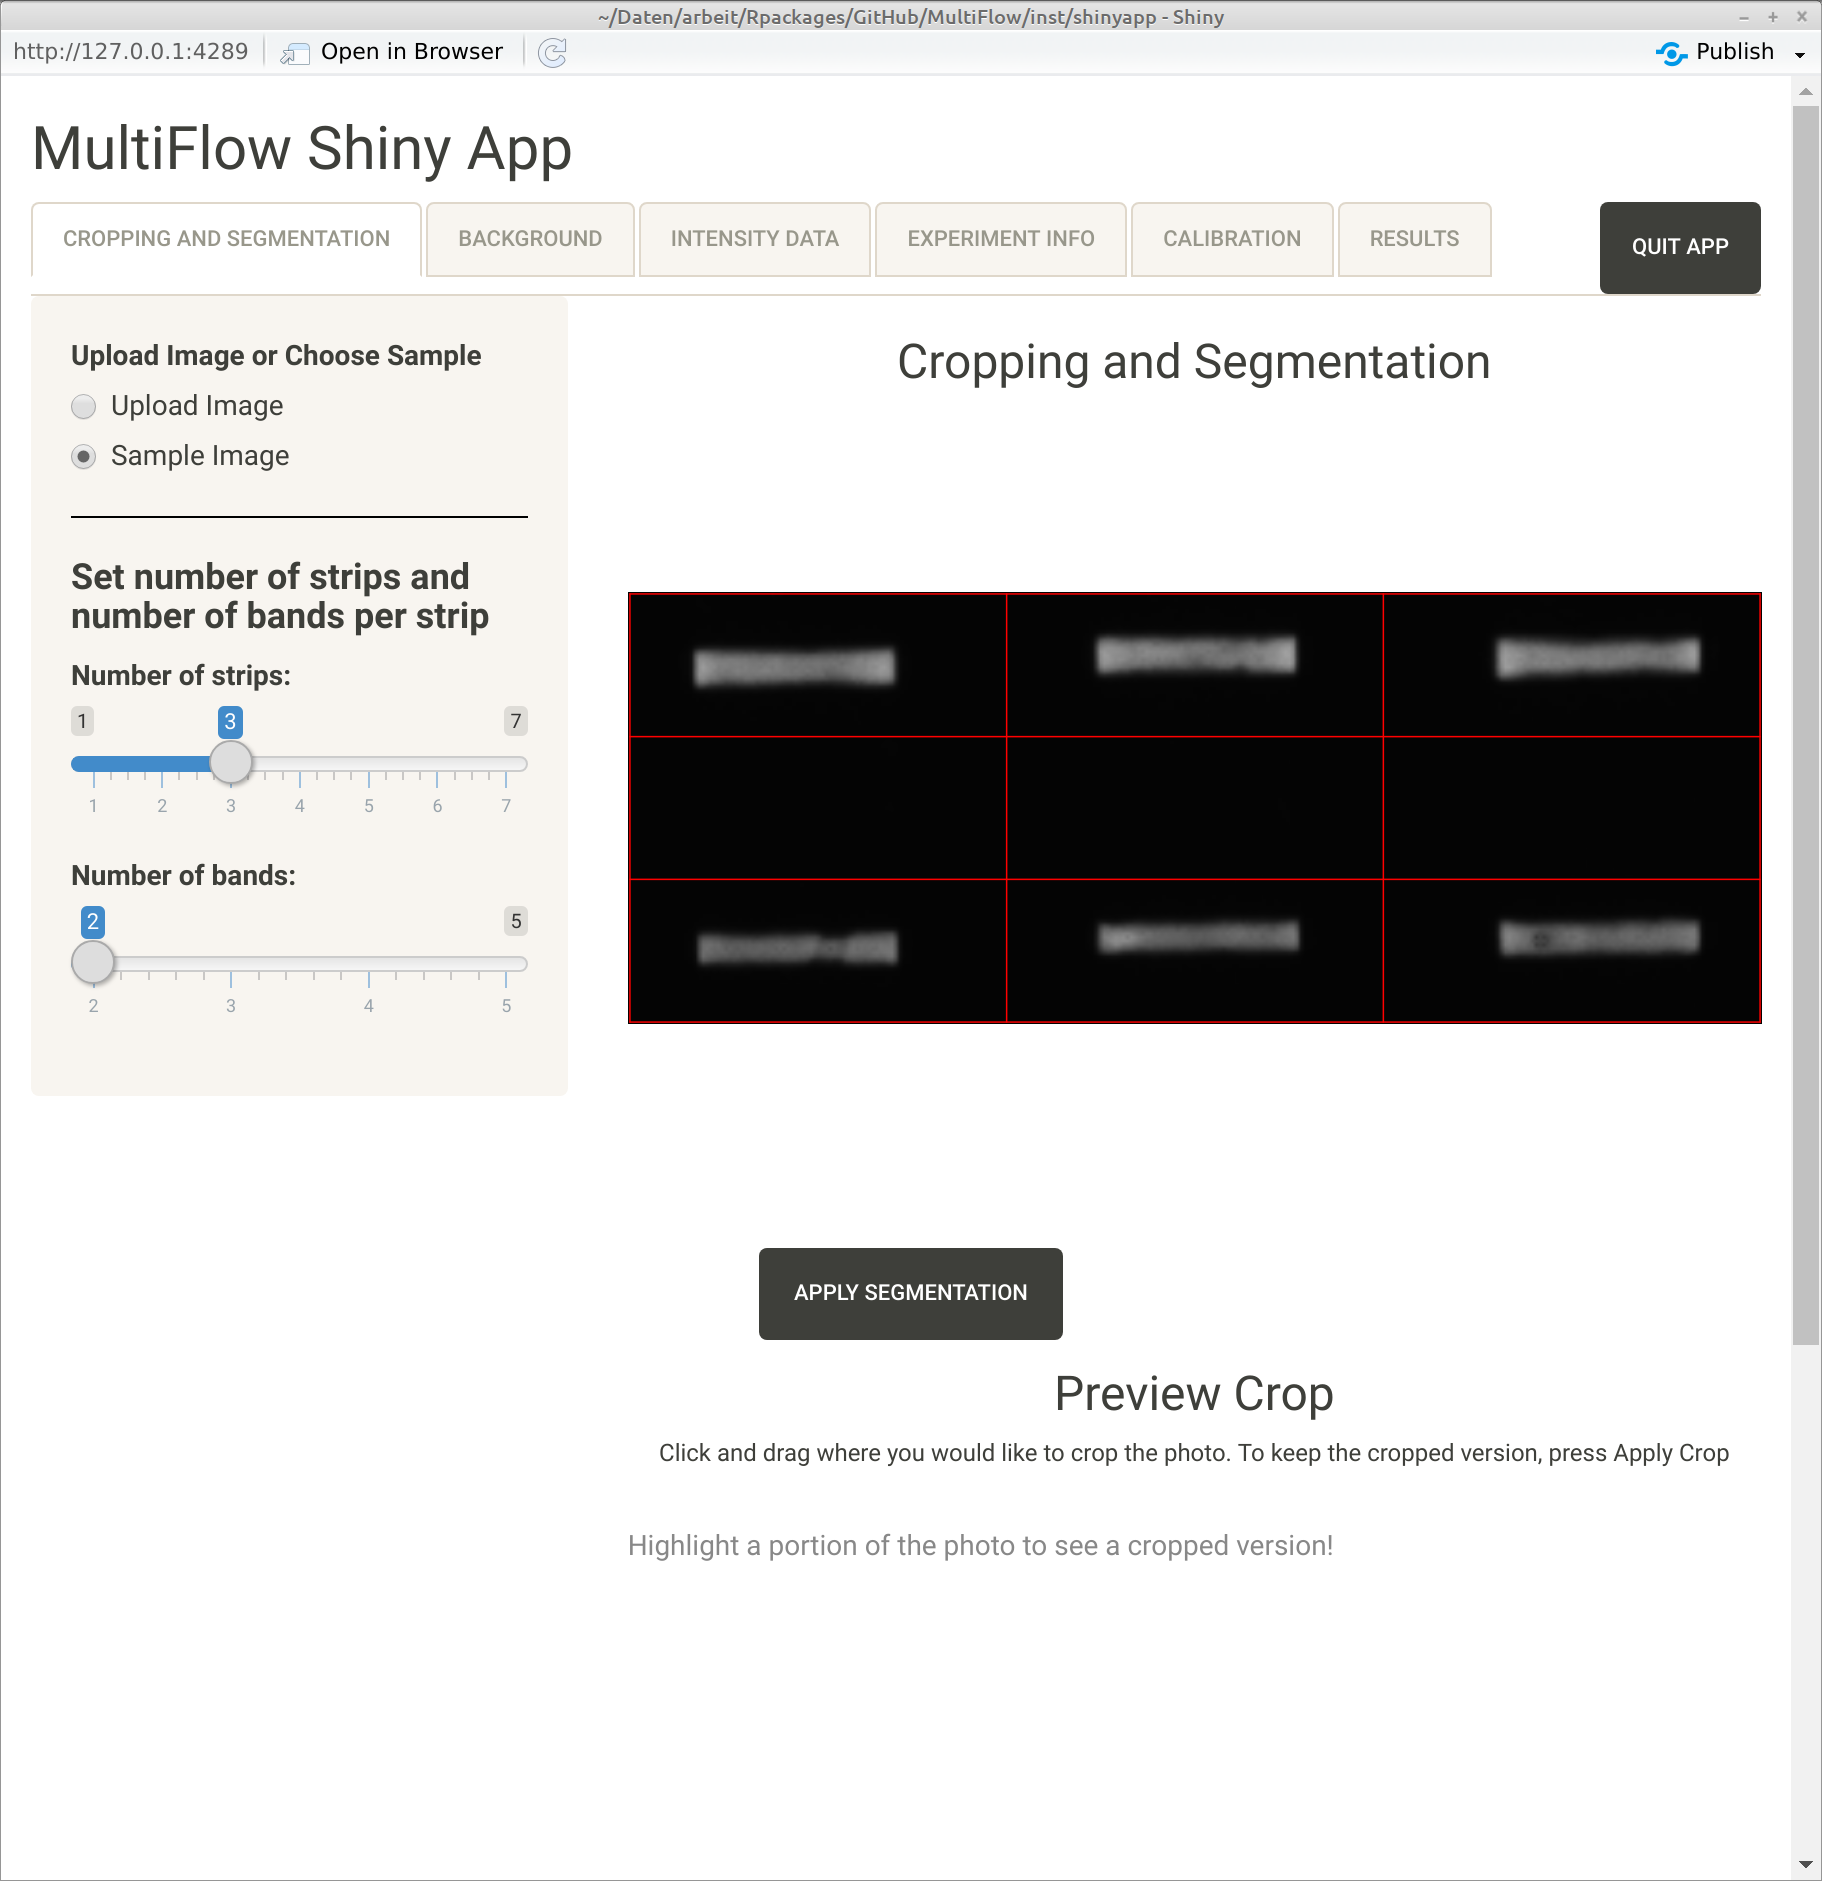 ~/Daten/arbeit/Rpackages/GitHub/MultiFlow/inst/shinyapp - Shiny
http://127.0.0.1:4289 Open in Browser Publish
MultiFlow Shiny App
CROPPING AND SEGMENTATION BACKGROUND INTENSITY DATA EXPERIMENT INFO CALIBRATION RESULTS QUIT APP
Upload Image or Choose Sample
Upload Image
Sample Image
Set number of strips and
number of bands per strip
Number of strips:
1 3 7
1 2 3 4 5 6 7
Number of bands:
2 5
2 3 4 5
Cropping and Segmentation
APPLY SEGMENTATION
Preview Crop
Click and drag where you would like to crop the photo. To keep the cropped version, press Apply Crop
Highlight a portion of the photo to see a cropped version!